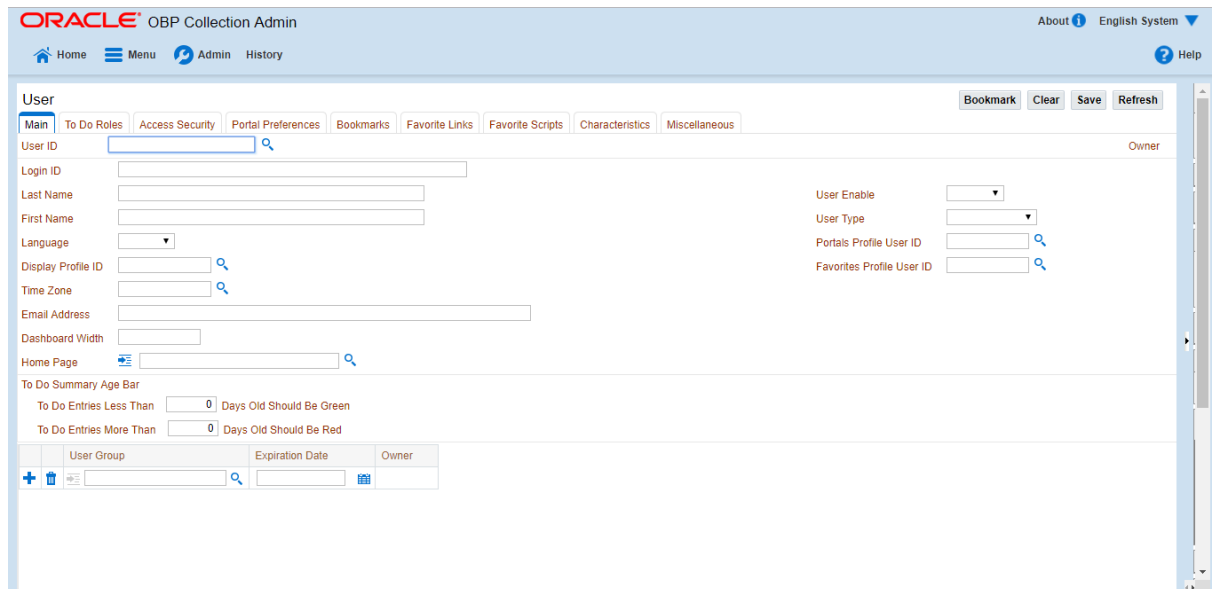 ORACLE® OBP Collection Admin About English System
Home Menu Admin History Help
User Bookmark Clear Save Refresh
Main To Do Roles Access Security Portal Preferences Bookmarks Favorite Links Favorite Scripts Characteristics Miscellaneous
User ID Owner
Login ID
Last Name User Enable
First Name User Type
Language Portals Profile User ID
Display Profile ID Favorites Profile User ID
Time Zone
Email Address
Dashboard Width
Home Page
To Do Summary Age Bar
To Do Entries Less Than 0 Days Old Should Be Green
To Do Entries More Than 0 Days Old Should Be Red
User Group Expiration Date Owner